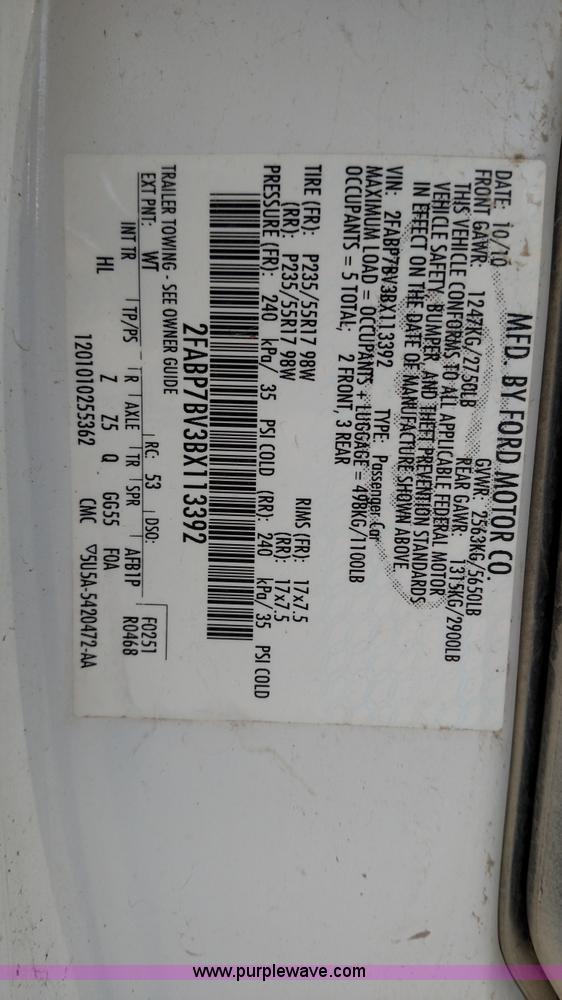 MFD. BY FORD MOTOR CO.
DATE: 10/10 GVWR: 2563KG/5650LB
FRONT GAWR: 1247KG/2750LB REAR GAWR: 1315KG/2900LB
THIS VEHICLE CONFORMS TO ALL APPLICABLE FEDERAL MOTOR
VEHICLE SAFETY, BUMPER, AND THEFT PREVENTION STANDARDS
IN EFFECT ON THE DATE OF MANUFACTURE SHOWN ABOVE.
VIN: 2FABP7BV3BX113392 TYPE: Passenger Car
MAXIMUM LOAD = OCCUPANTS + LUGGAGE = 498KG/1100LB
OCCUPANTS = 5 TOTAL; 2 FRONT, 3 REAR
TIRE (FR): P235/55R17 98W RIMS (FR): 17x7.5
(RR): P235/55R17 98W (RR): 17x7.5
PRESSURE (FR): 240 kPa/ 35 PSI COLD (RR): 240 kPa/ 35 PSI COLD
2FABP7BV3BX113392
TRAILER TOWING - SEE OWNER GUIDE
EXT PNT: WT RC: 53 DSO: F0251
INT TR TP/PS R AXLE TR SPR AFB1P R0468
HL Z Z5 Q GG55 FOA
1201010255362 CMC ▽5U5A-5420472-AA
www.purplewave.com